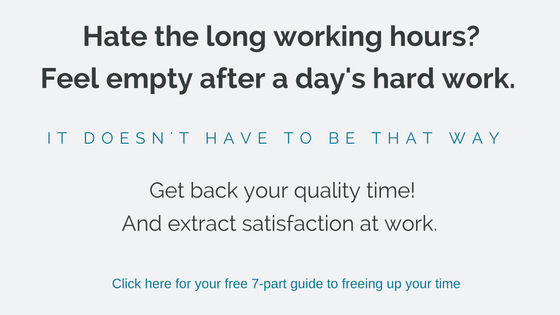 Hate the long working hours?
Feel empty after a day's hard work.
IT DOESN'T HAVE TO BE THAT WAY
Get back your quality time!
And extract satisfaction at work.
Click here for your free 7-part guide to freeing up your time